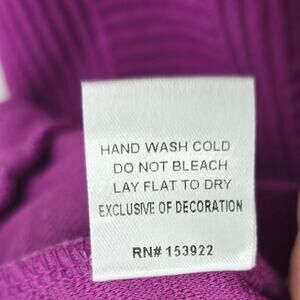 HAND WASH COLD
DO NOT BLEACH
LAY FLAT TO DRY
EXCLUSIVE OF DECORATION
RN# 153922